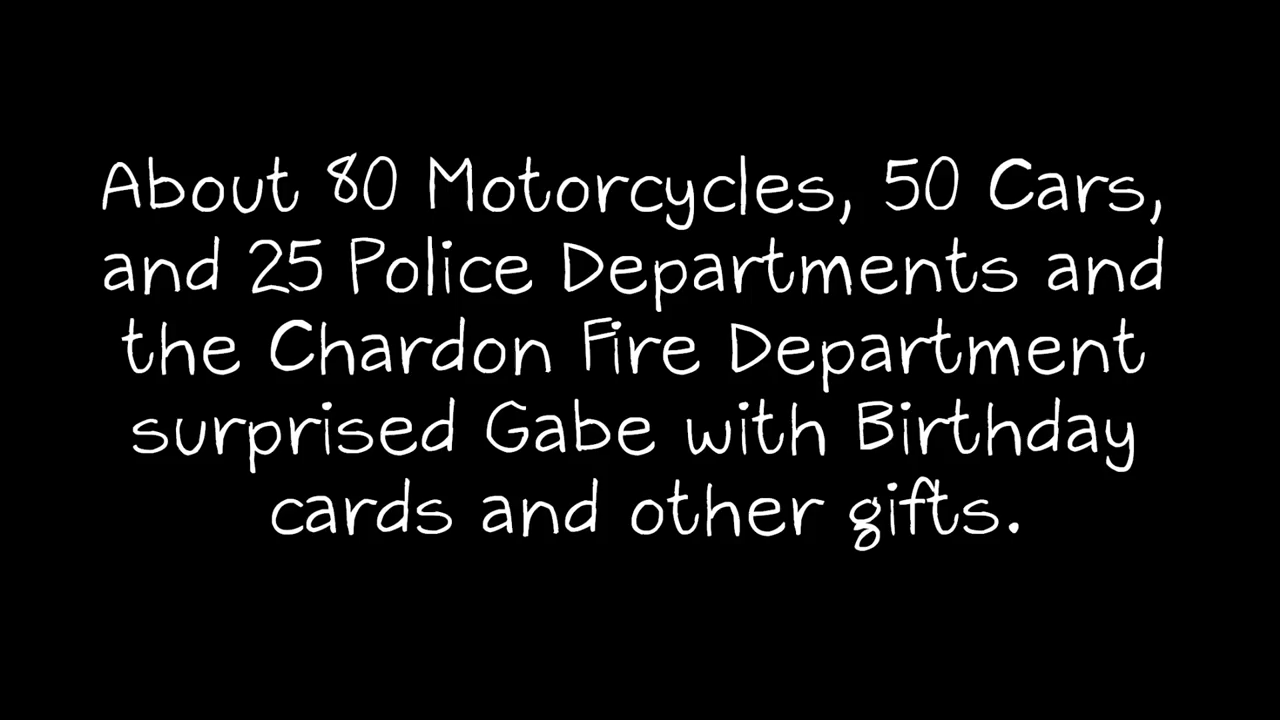 About 80 Motorcycles, 50 Cars,
and 25 Police Departments and
the Chardon Fire Department
surprised Gabe with Birthday
cards and other gifts.